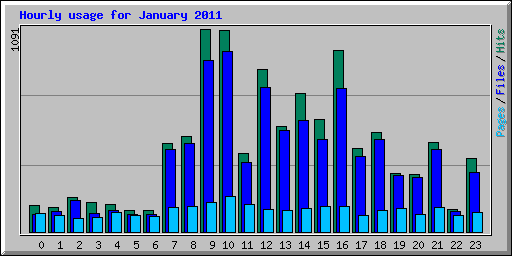 Hourly usage for January 2011
1091
Pages/Files/Hits
0 1 2 3 4 5 6 7 8 9 10 11 12 13 14 15 16 17 18 19 20 21 22 23